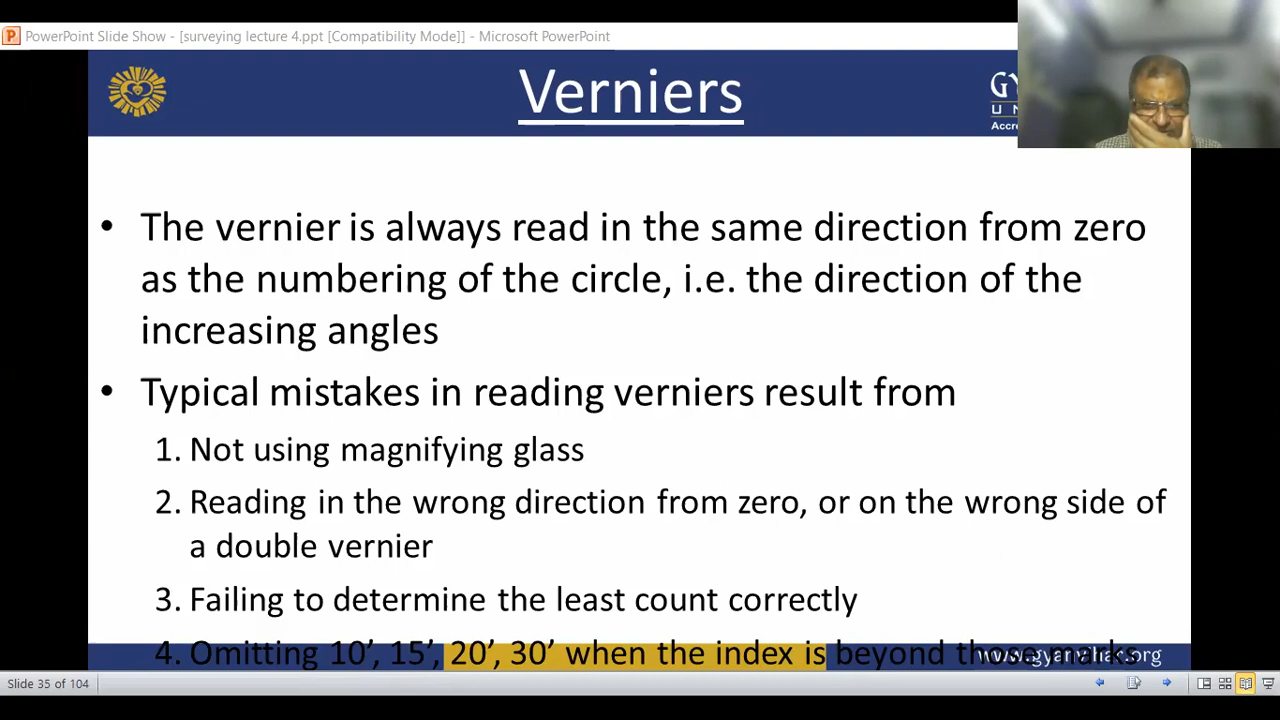 PowerPoint Slide Show - [surveying lecture 4.ppt [Compatibility Mode]] - Microsoft PowerPoint
Verniers
GY
U N
Accre
• The vernier is always read in the same direction from zero
as the numbering of the circle, i.e. the direction of the
increasing angles
• Typical mistakes in reading verniers result from
1. Not using magnifying glass
2. Reading in the wrong direction from zero, or on the wrong side of
a double vernier
3. Failing to determine the least count correctly
4. Omitting 10’, 15’, 20’, 30’ when the index is beyond those marks
www.gyanvihar.org
Slide 35 of 104